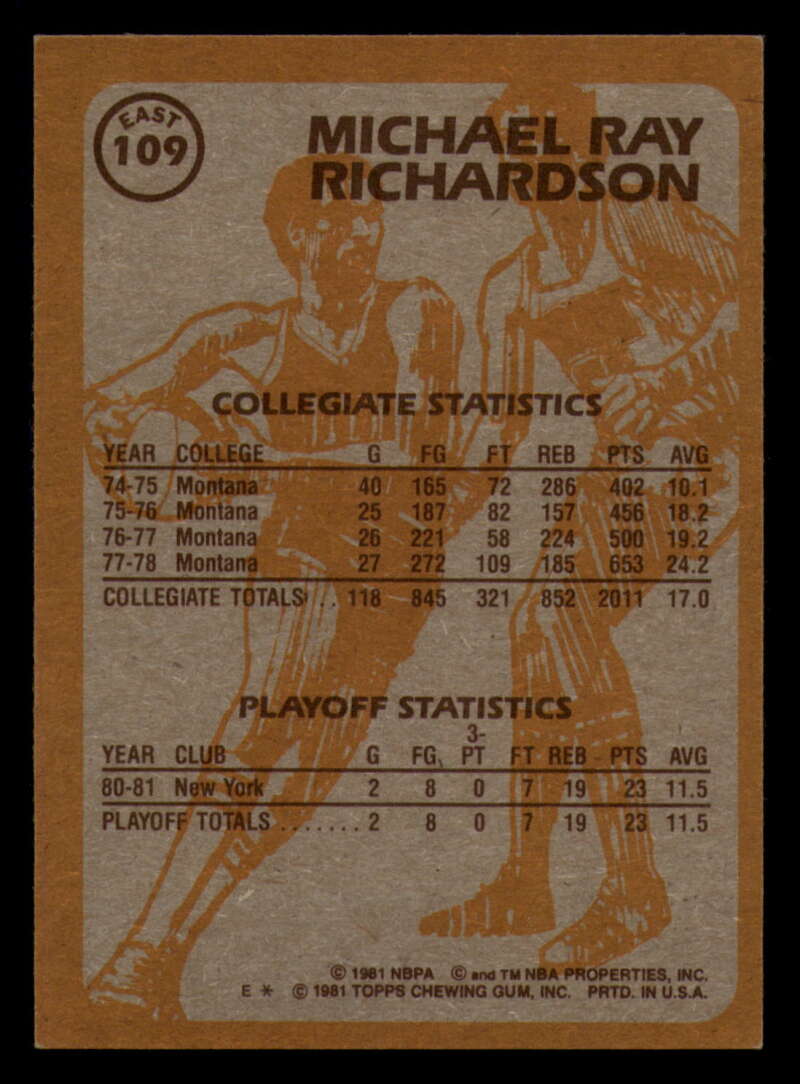 EAST
109
MICHAEL RAY
RICHARDSON
COLLEGIATE STATISTICS
YEAR COLLEGE G FG FT REB PTS AVG
74-75 Montana 40 165 72 286 402 10.1
75-76 Montana 25 187 82 157 456 18.2
76-77 Montana 26 221 58 224 500 19.2
77-78 Montana 27 272 109 185 653 24.2
COLLEGIATE TOTALS .. 118 845 321 852 2011 17.0
PLAYOFF STATISTICS
YEAR CLUB G FG 3-PT FT REB PTS AVG
80-81 New York 2 8 0 7 19 23 11.5
PLAYOFF TOTALS ....... 2 8 0 7 19 23 11.5
© 1981 NBPA © and TM NBA PROPERTIES, INC.
E * © 1981 TOPPS CHEWING GUM, INC. PRTD. IN U.S.A.